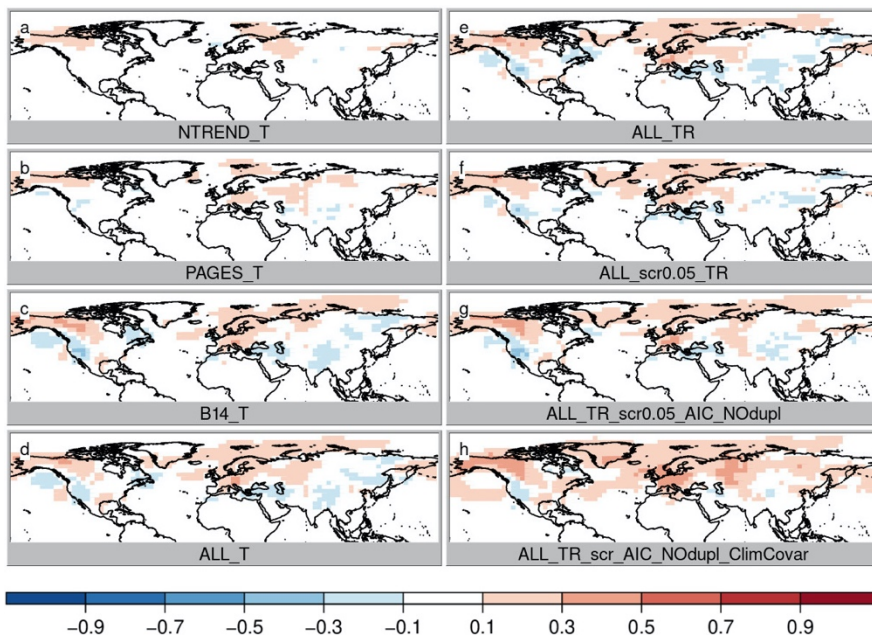 a
NTREND_T
b
PAGES_T
c
B14_T
d
ALL_T
e
ALL_TR
f
ALL_scr0.05_TR
g
ALL_TR_scr0.05_AIC_NOdupl
h
ALL_TR_scr_AIC_NOdupl_ClimCovar
−0.9 −0.7 −0.5 −0.3 −0.1 0.1 0.3 0.5 0.7 0.9